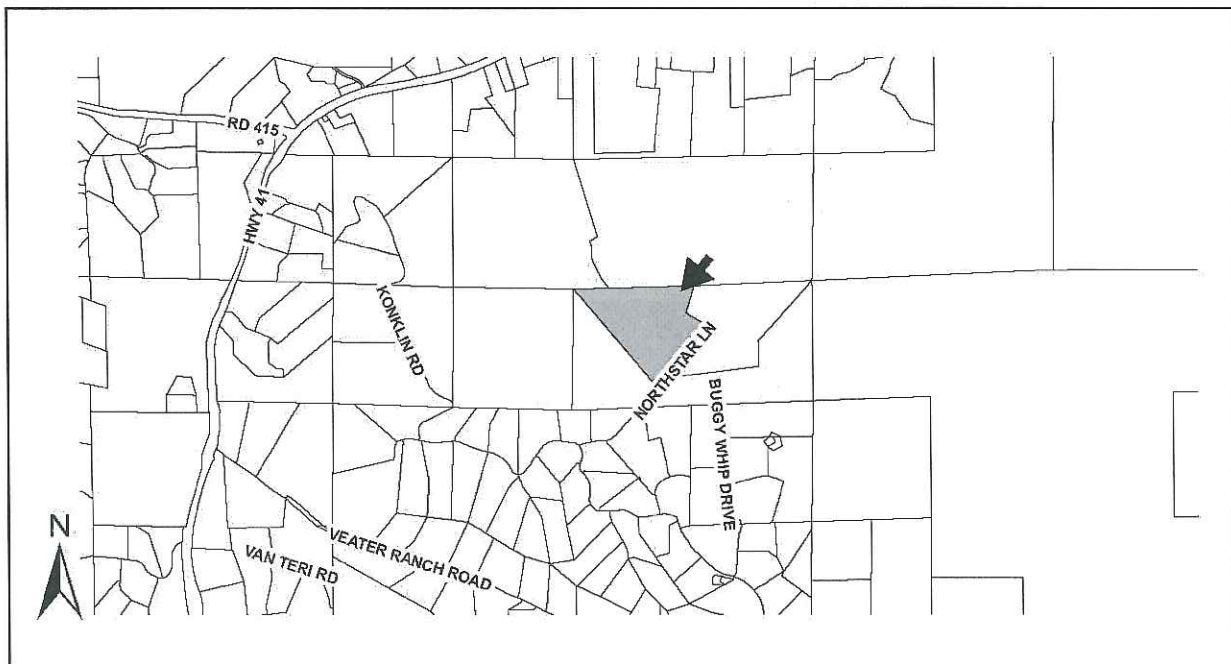 RD 415
HWY 41
KONKLIN RD
NORTHSTAR LN
BUGGY WHIP DRIVE
N
VEATER RANCH ROAD
VAN TERI RD